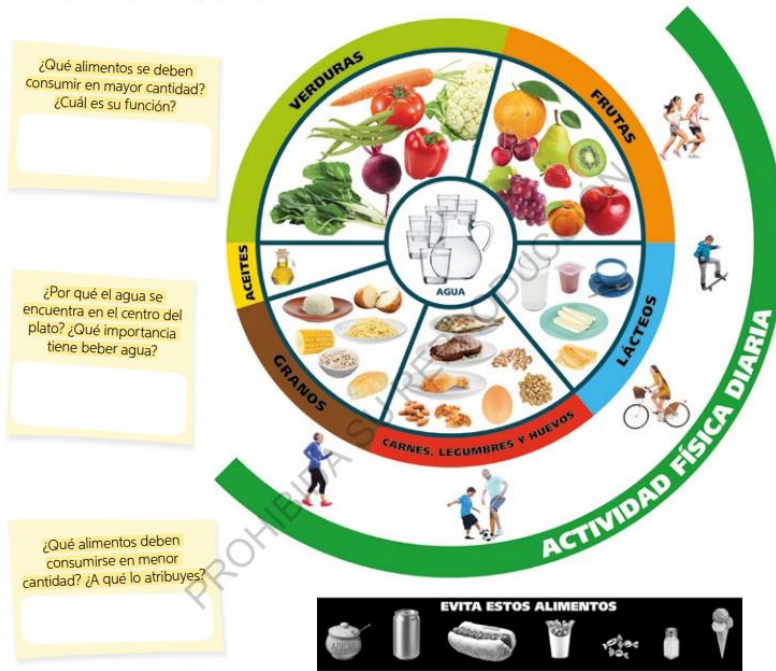 ¿Qué alimentos se deben
consumir en mayor cantidad?
¿Cuál es su función?
¿Por qué el agua se
encuentra en el centro del
plato? ¿Qué importancia
tiene beber agua?
¿Qué alimentos deben
consumirse en menor
cantidad? ¿A qué lo atribuyes?
VERDURAS
FRUTAS
ACEITES
AGUA
LÁCTEOS
GRANOS
CARNES, LEGUMBRES Y HUEVOS
ACTIVIDAD FÍSICA DIARIA
PROHIBIDA SU REPRODUCCIÓN
EVITA ESTOS ALIMENTOS
AZÚCAR